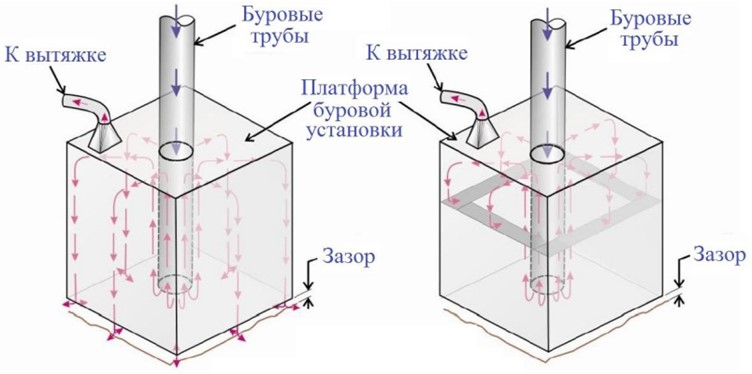 Буровые
трубы
К вытяжке
Платформа
буровой
установки
Зазор
Буровые
трубы
К вытяжке
Зазор